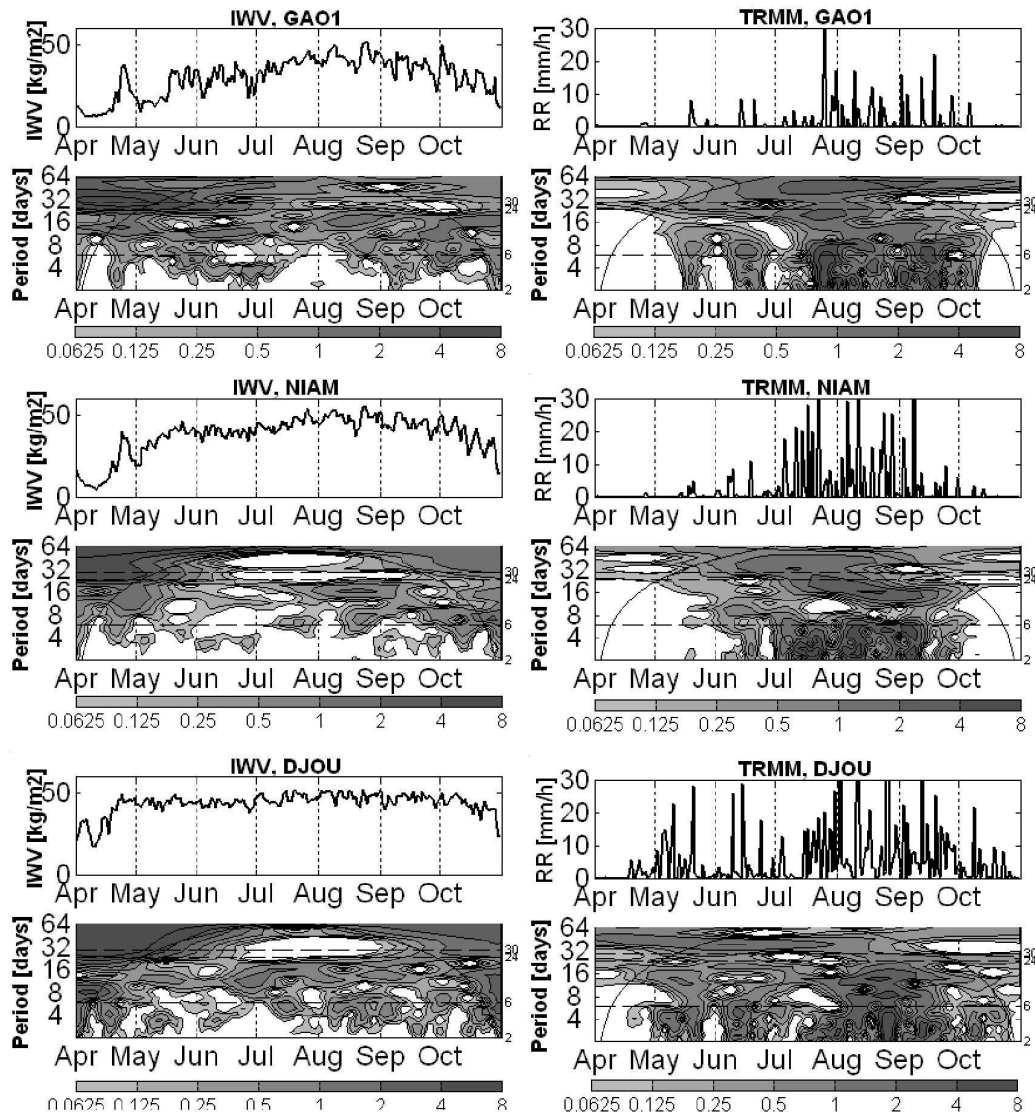 IWV, GAO1
IWV [kg/m2]
50
0
Apr May Jun Jul Aug Sep Oct
Period [days]
64
32
16
8
4
30
24
6
2
Apr May Jun Jul Aug Sep Oct
0.0625 0.125 0.25 0.5 1 2 4 8
TRMM, GAO1
RR [mm/h]
30
20
10
0
Apr May Jun Jul Aug Sep Oct
Period [days]
64
32
16
8
4
30
24
6
2
Apr May Jun Jul Aug Sep Oct
0.0625 0.125 0.25 0.5 1 2 4 8
IWV, NIAM
IWV [kg/m2]
50
0
Apr May Jun Jul Aug Sep Oct
Period [days]
64
32
16
8
4
30
24
6
2
Apr May Jun Jul Aug Sep Oct
0.0625 0.125 0.25 0.5 1 2 4 8
TRMM, NIAM
RR [mm/h]
30
20
10
0
Apr May Jun Jul Aug Sep Oct
Period [days]
64
32
16
8
4
30
24
6
2
Apr May Jun Jul Aug Sep Oct
0.0625 0.125 0.25 0.5 1 2 4 8
IWV, DJOU
IWV [kg/m2]
50
0
Apr May Jun Jul Aug Sep Oct
Period [days]
64
32
16
8
4
30
24
6
2
Apr May Jun Jul Aug Sep Oct
0.0625 0.125 0.25 0.5 1 2 4 8
TRMM, DJOU
RR [mm/h]
30
20
10
0
Apr May Jun Jul Aug Sep Oct
Period [days]
64
32
16
8
4
30
24
6
2
Apr May Jun Jul Aug Sep Oct
0.0625 0.125 0.25 0.5 1 2 4 8